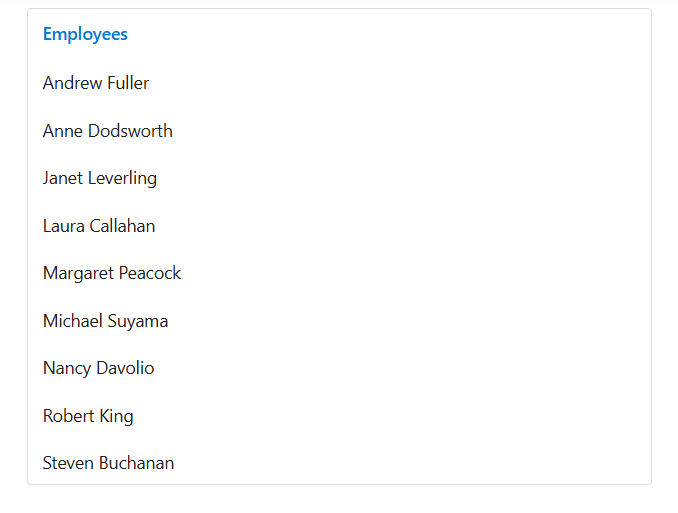 Employees
Andrew Fuller
Anne Dodsworth
Janet Leverling
Laura Callahan
Margaret Peacock
Michael Suyama
Nancy Davolio
Robert King
Steven Buchanan